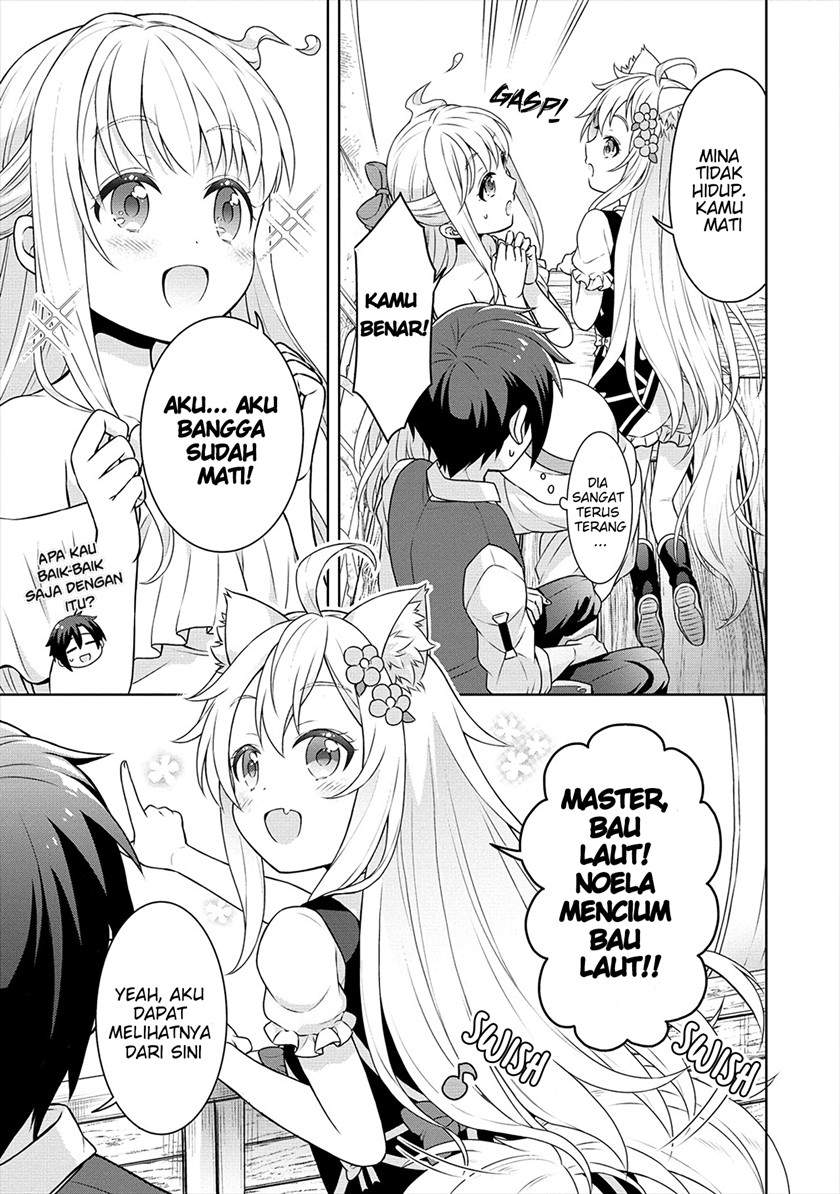 MINA
TIDAK
HIDUP.
KAMU
MATI
GASP!
KAMU
BENAR!
DIA
SANGAT
TERUS
TERANG
...
AKU... AKU
BANGGA
SUDAH
MATI!
APA KAU
BAIK-BAIK
SAJA DENGAN
ITU?
MASTER,
BAU
LAUT!
NOELA
MENCIUM
BAU
LAUT!!
SWISH
SWISH
YEAH, AKU
DAPAT
MELIHATNYA
DARI SINI